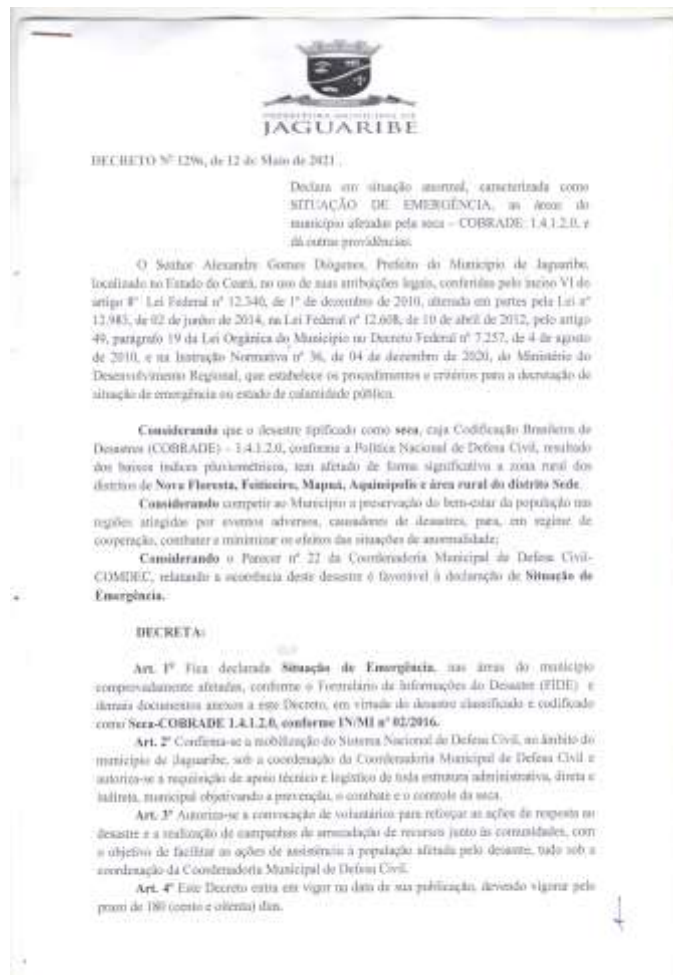 PREFEITURA MUNICIPAL DE
JAGUARIBE
DECRETO Nº 1296, de 12 de Maio de 2021 .
Declara em situação anormal, caracterizada como
SITUAÇÃO DE EMERGÊNCIA, as áreas do
município afetadas pela seca – COBRADE: 1.4.1.2.0, e
dá outras providências.
O Senhor Alexandre Gomes Diógenes, Prefeito do Município de Jaguaribe,
localizado no Estado do Ceará, no uso de suas atribuições legais, conferidas pelo inciso VI do
artigo 8º Lei Federal nº 12.340, de 1º de dezembro de 2010, alterada em partes pela Lei nº
12.983, de 02 de junho de 2014, na Lei Federal nº 12.608, de 10 de abril de 2012, pelo artigo
49, parágrafo 19 da Lei Orgânica do Município no Decreto Federal nº 7.257, de 4 de agosto
de 2010, e na Instrução Normativa nº 36, de 04 de dezembro de 2020, do Ministério do
Desenvolvimento Regional, que estabelece os procedimentos e critérios para a decretação de
situação de emergência ou estado de calamidade pública.
Considerando que o desastre tipificado como seca, cuja Codificação Brasileira de
Desastres (COBRADE) – 1.4.1.2.0, conforme a Política Nacional de Defesa Civil, resultado
dos baixos índices pluviométricos, tem afetado de forma significativa a zona rural dos
distritos de Nova Floresta, Feiticeiro, Mapuá, Aquinópolis e área rural do distrito Sede.
Considerando competir ao Município a preservação do bem-estar da população nas
regiões atingidas por eventos adversos, causadores de desastres, para, em regime de
cooperação, combater e minimizar os efeitos das situações de anormalidade;
Considerando o Parecer nº 22 da Coordenadoria Municipal de Defesa Civil-
COMDEC, relatando a ocorrência deste desastre é favorável à declaração de Situação de
Emergência.
DECRETA:
Art. 1º Fica declarada Situação de Emergência, nas áreas do município
comprovadamente afetadas, conforme o Formulário de Informações do Desastre (FIDE) e
demais documentos anexos a este Decreto, em virtude do desastre classificado e codificado
como Seca-COBRADE 1.4.1.2.0, conforme IN/MI nº 02/2016.
Art. 2º Confirma-se a mobilização do Sistema Nacional de Defesa Civil, no âmbito do
município de Jaguaribe, sob a coordenação da Coordenadoria Municipal de Defesa Civil e
autoriza-se a requisição de apoio técnico e logístico de toda estrutura administrativa, direta e
indireta, municipal objetivando a prevenção, o combate e o controle da seca.
Art. 3º Autoriza-se a convocação de voluntários para reforçar as ações de resposta ao
desastre e a realização de campanhas de arrecadação de recursos junto às comunidades, com
o objetivo de facilitar as ações de assistência à população afetada pelo desastre, tudo sob a
coordenação da Coordenadoria Municipal de Defesa Civil.
Art. 4º Este Decreto entra em vigor na data de sua publicação, devendo vigorar pelo
prazo de 180 (cento e oitenta) dias.